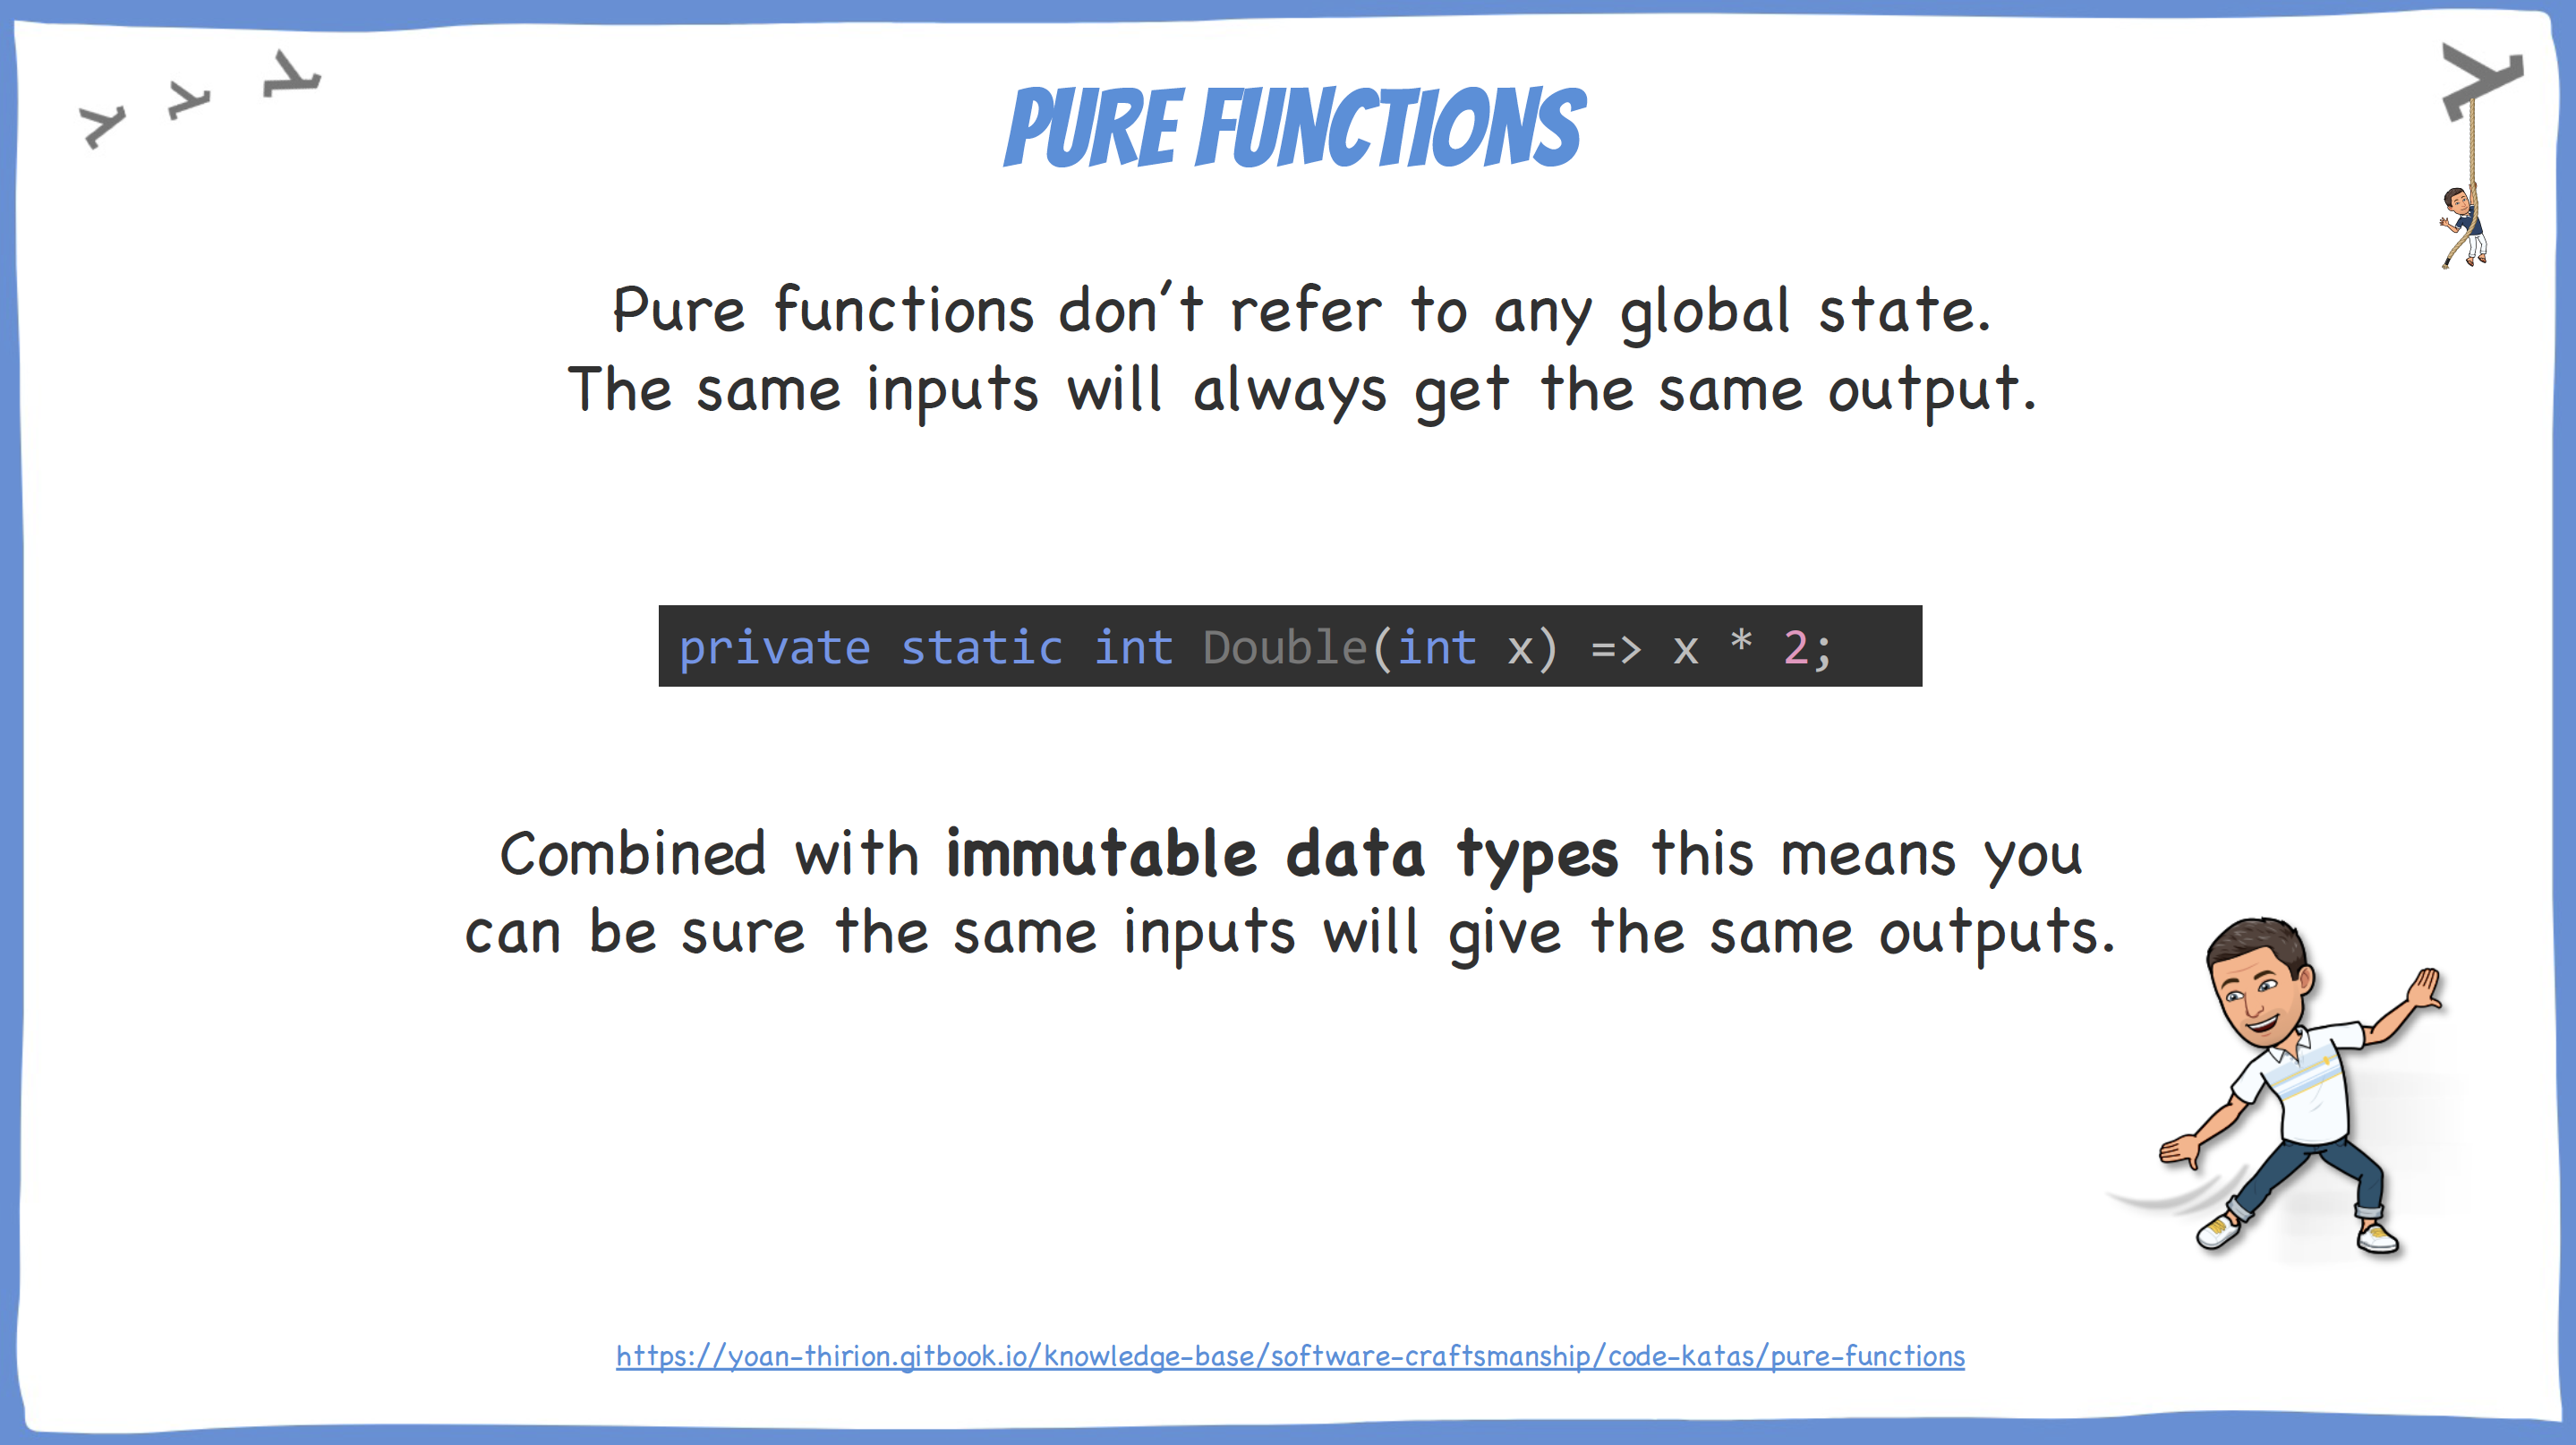 PURE FUNCTIONS
Pure functions don't refer to any global state.
The same inputs will always get the same output.
private static int Double(int x) => x * 2;
Combined with immutable data types this means you
can be sure the same inputs will give the same outputs.
https://yoan-thirion.gitbook.io/knowledge-base/software-craftsmanship/code-katas/pure-functions